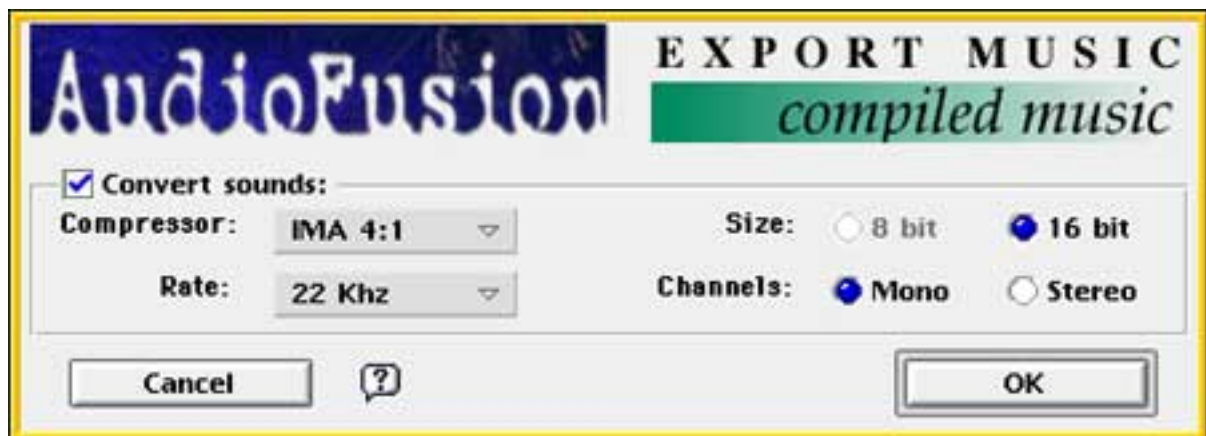 AudioFusion
EXPORT MUSIC
compiled music
Convert sounds:
Compressor: IMA 4:1 Size: 8 bit 16 bit
Rate: 22 Khz Channels: Mono Stereo
Cancel ? OK